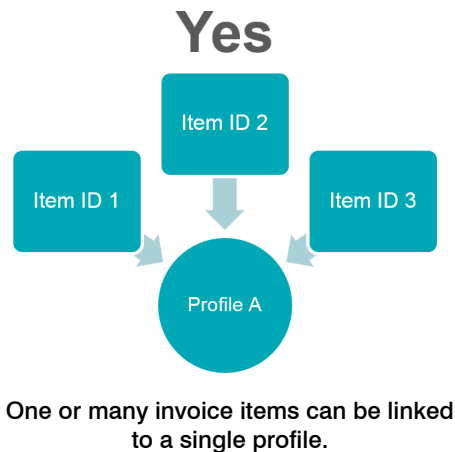 Yes
Item ID 2
Item ID 1
Item ID 3
Profile A
One or many invoice items can be linked
to a single profile.